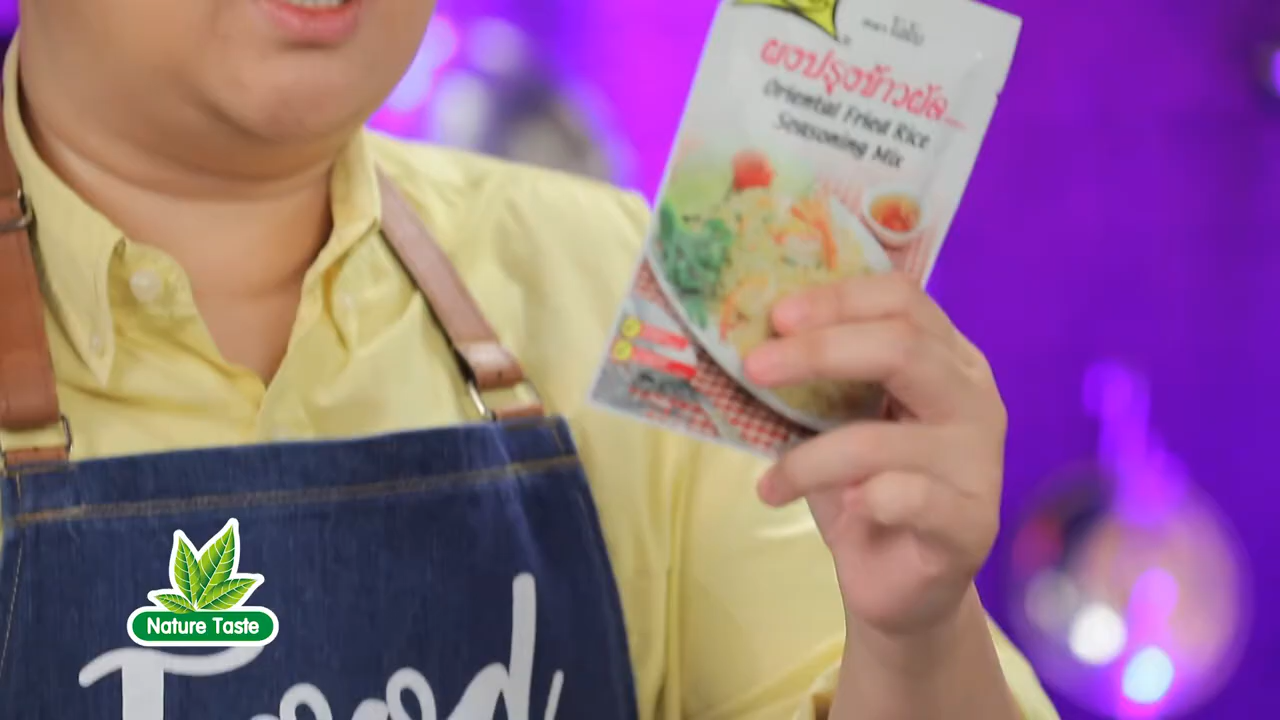 ตรา โลโบ
ผงปรุงข้าวผัด
Oriental Fried Rice
Seasoning Mix
Nature Taste
Food